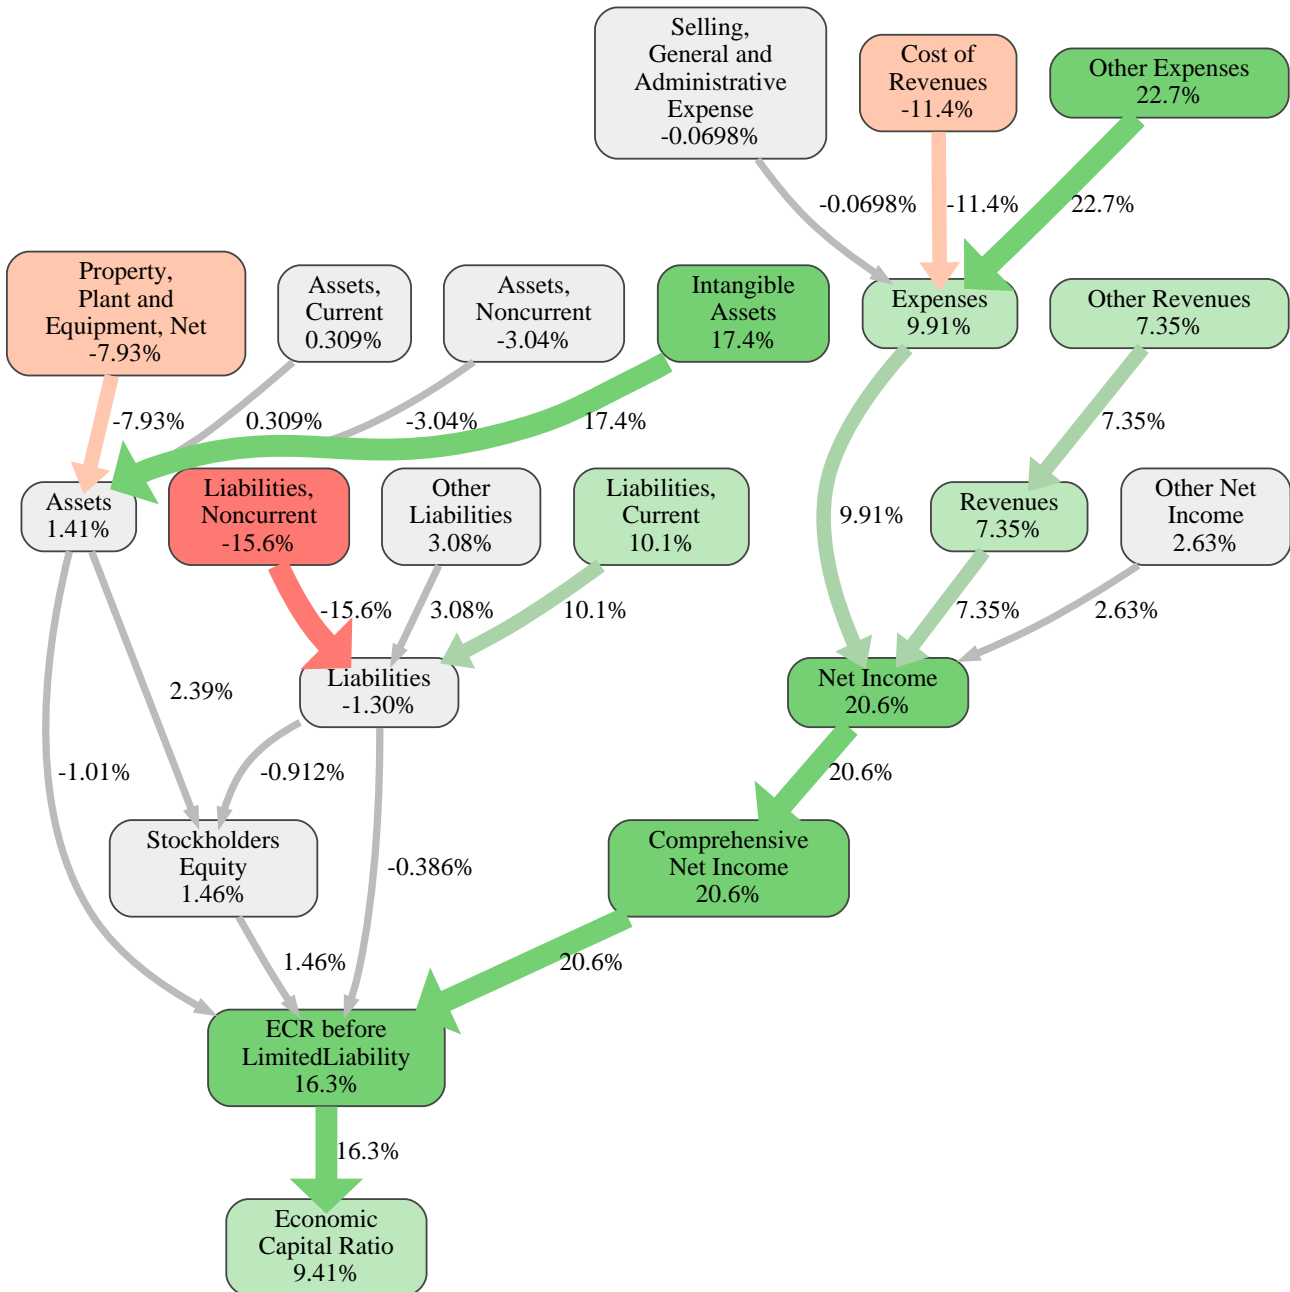 Selling,
General and
Administrative
Expense
-0.0698%
Cost of
Revenues
-11.4%
Other Expenses
22.7%
-0.0698%
-11.4%
22.7%
Property,
Plant and
Equipment, Net
-7.93%
Assets,
Current
0.309%
Assets,
Noncurrent
-3.04%
Intangible
Assets
17.4%
Expenses
9.91%
Other Revenues
7.35%
-7.93%
0.309%
-3.04%
17.4%
7.35%
Assets
1.41%
Liabilities,
Noncurrent
-15.6%
Other
Liabilities
3.08%
Liabilities,
Current
10.1%
9.91%
Revenues
7.35%
Other Net
Income
2.63%
-15.6%
3.08%
10.1%
7.35%
2.63%
2.39%
Liabilities
-1.30%
Net Income
20.6%
-1.01%
-0.912%
20.6%
Stockholders
Equity
1.46%
-0.386%
Comprehensive
Net Income
20.6%
1.46%
20.6%
ECR before
LimitedLiability
16.3%
16.3%
Economic
Capital Ratio
9.41%